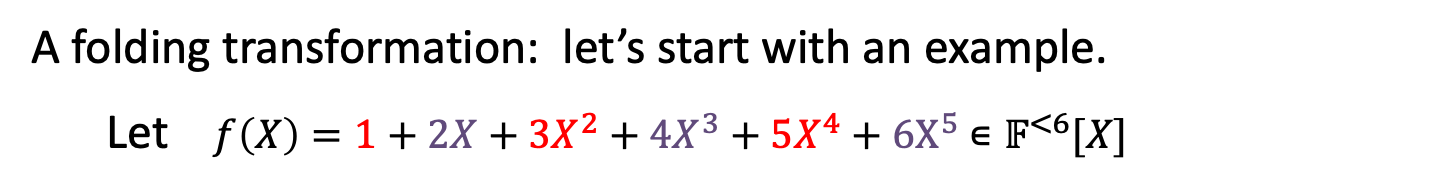 A folding transformation: let’s start with an example.
Let f(X) = 1 + 2X + 3X² + 4X³ + 5X⁴ + 6X⁵ ∈ 𝔽^{<6}[X]